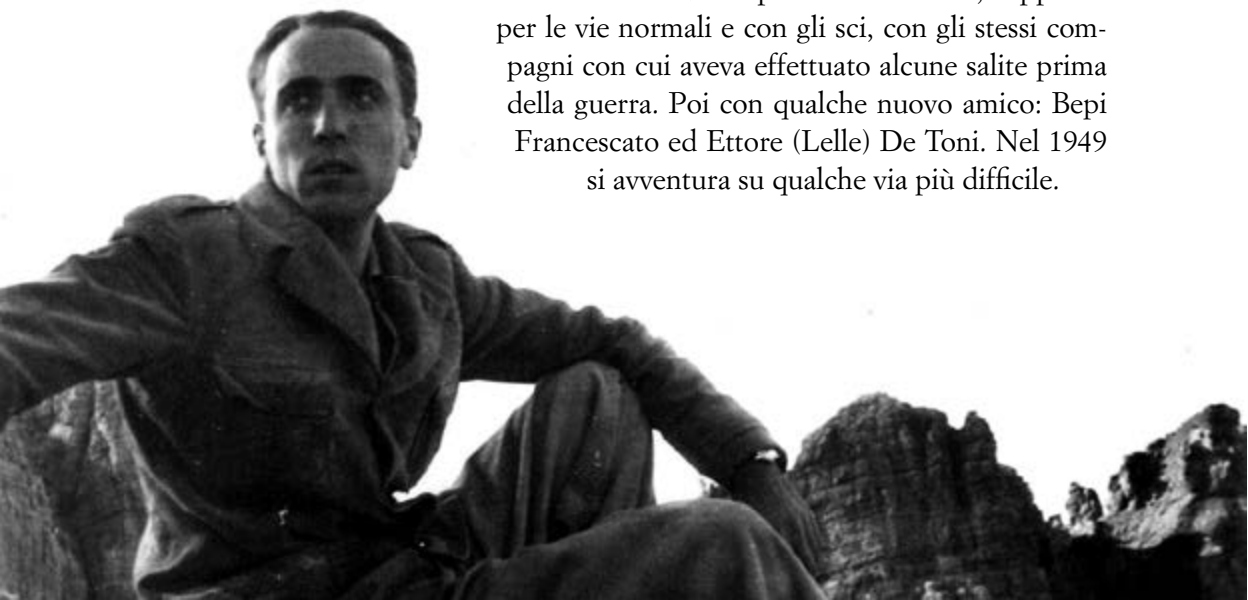 per le vie normali e con gli sci, con gli stessi com-
pagni con cui aveva effettuato alcune salite prima
della guerra. Poi con qualche nuovo amico: Bepi
Francescato ed Ettore (Lelle) De Toni. Nel 1949
si avventura su qualche via più difficile.